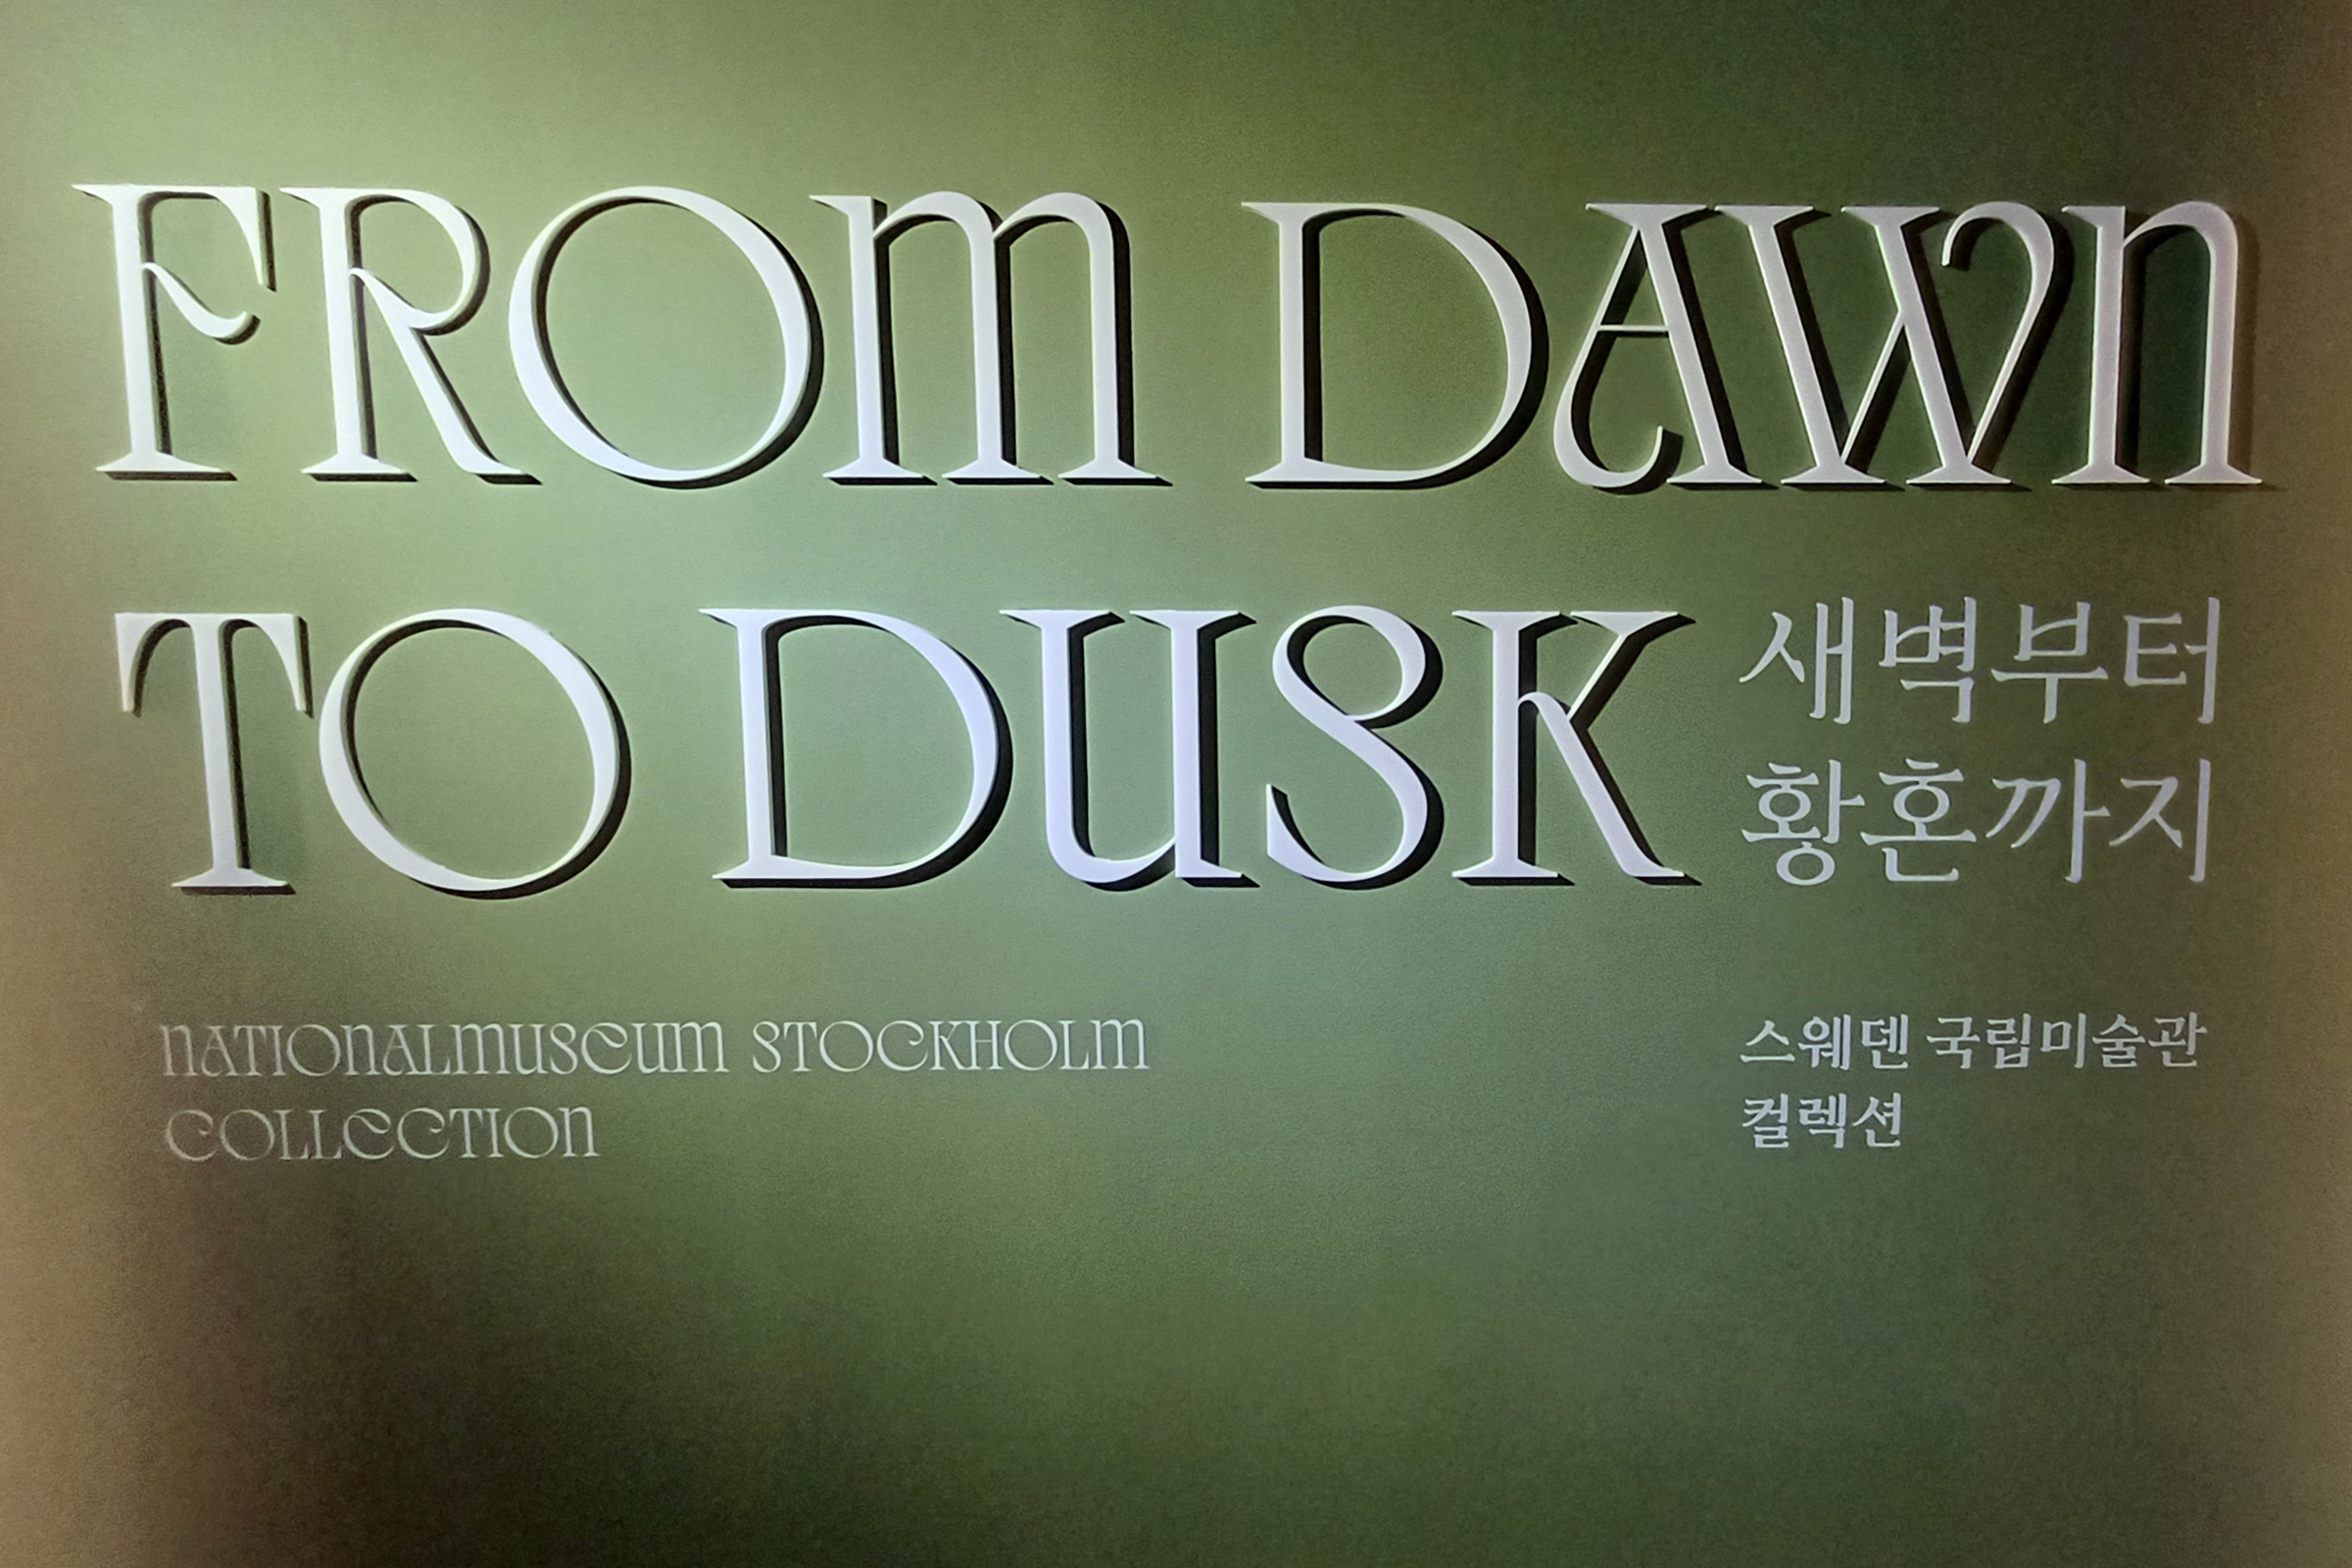 FROM DAWN
TO DUSK
새벽부터
황혼까지
NATIONALMUSEUM STOCKHOLM
COLLECTION
스웨덴 국립미술관
컬렉션